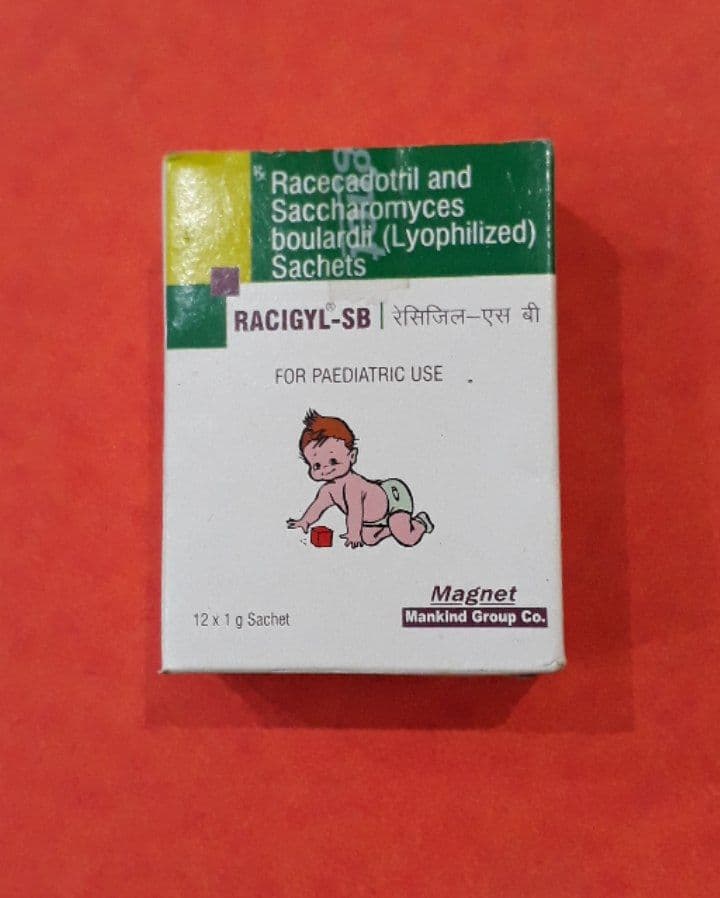 Rx Racecadotril and
Saccharomyces
boulardii (Lyophilized)
Sachets
RACIGYL®-SB | रेसिजिल–एस बी
FOR PAEDIATRIC USE
12 x 1 g Sachet
Magnet
Mankind Group Co.